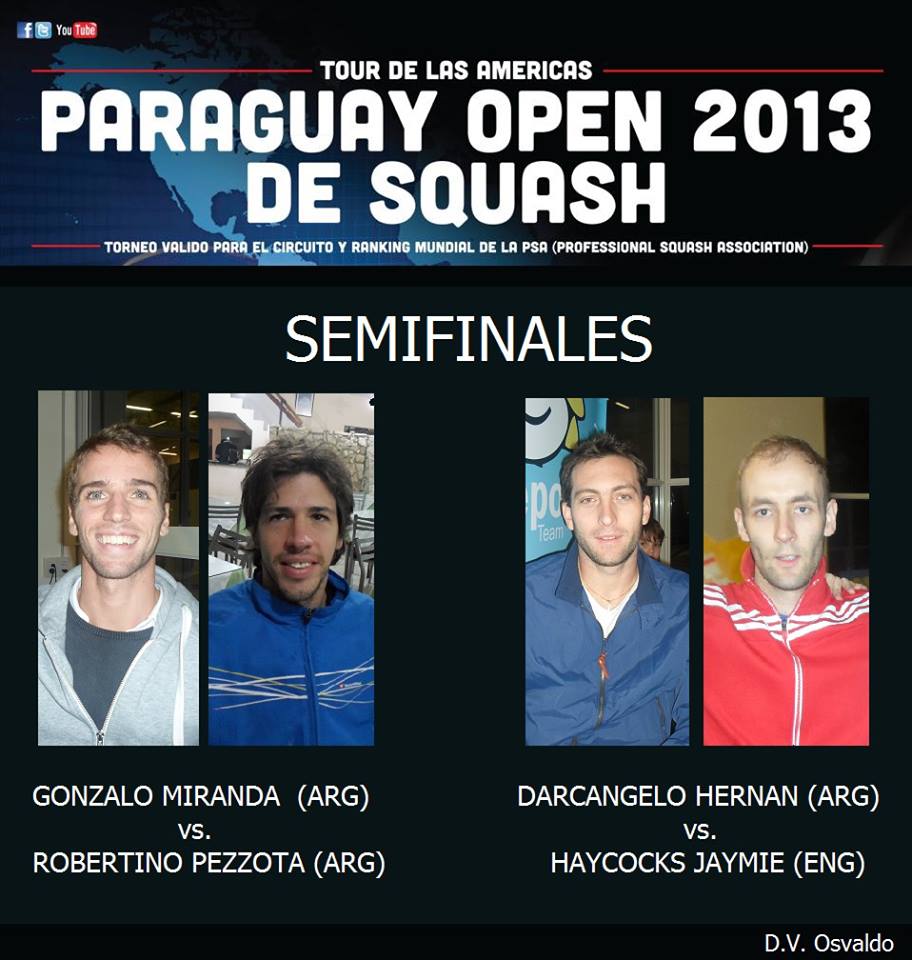 f t You Tube
TOUR DE LAS AMERICAS
PARAGUAY OPEN 2013
DE SQUASH
TORNEO VALIDO PARA EL CIRCUITO Y RANKING MUNDIAL DE LA PSA (PROFESSIONAL SQUASH ASSOCIATION)
SEMIFINALES
Team
GONZALO MIRANDA (ARG)
vs.
ROBERTINO PEZZOTA (ARG)
DARCANGELO HERNAN (ARG)
vs.
HAYCOCKS JAYMIE (ENG)
D.V. Osvaldo